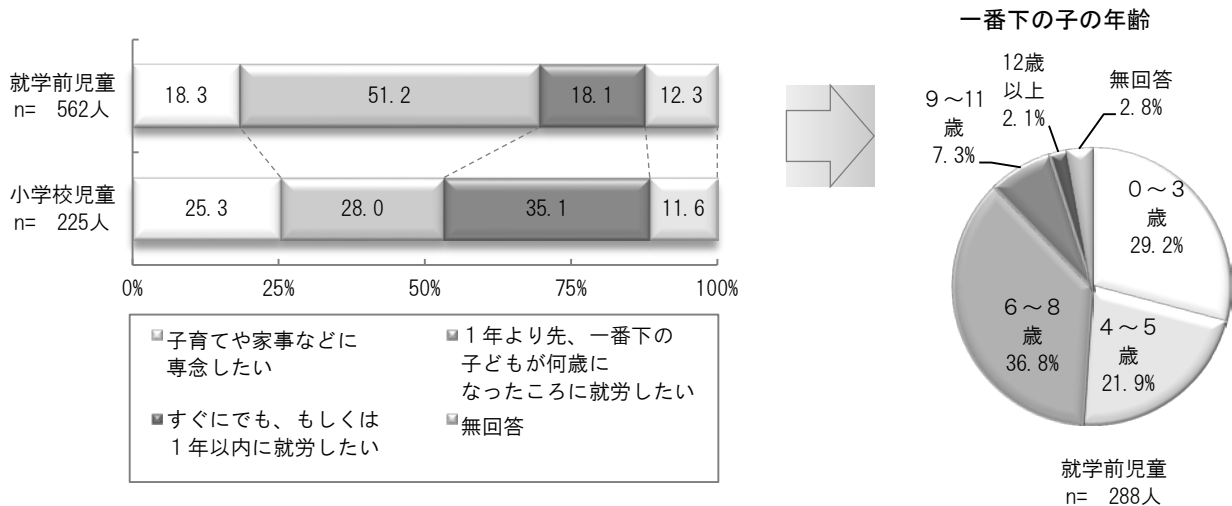 就学前児童
n=　562人
18.3
51.2
18.1
12.3
小学校児童
n=　225人
25.3
28.0
35.1
11.6
0%
25%
50%
75%
100%
子育てや家事などに
専念したい
１年より先、一番下の
子どもが何歳に
なったころに就労したい
すぐにでも、もしくは
１年以内に就労したい
無回答
一番下の子の年齢
０～３
歳
29.2%
４～５
歳
21.9%
６～８
歳
36.8%
９～11
歳
7.3%
12歳
以上
2.1%
無回答
2.8%
就学前児童
n=　288人